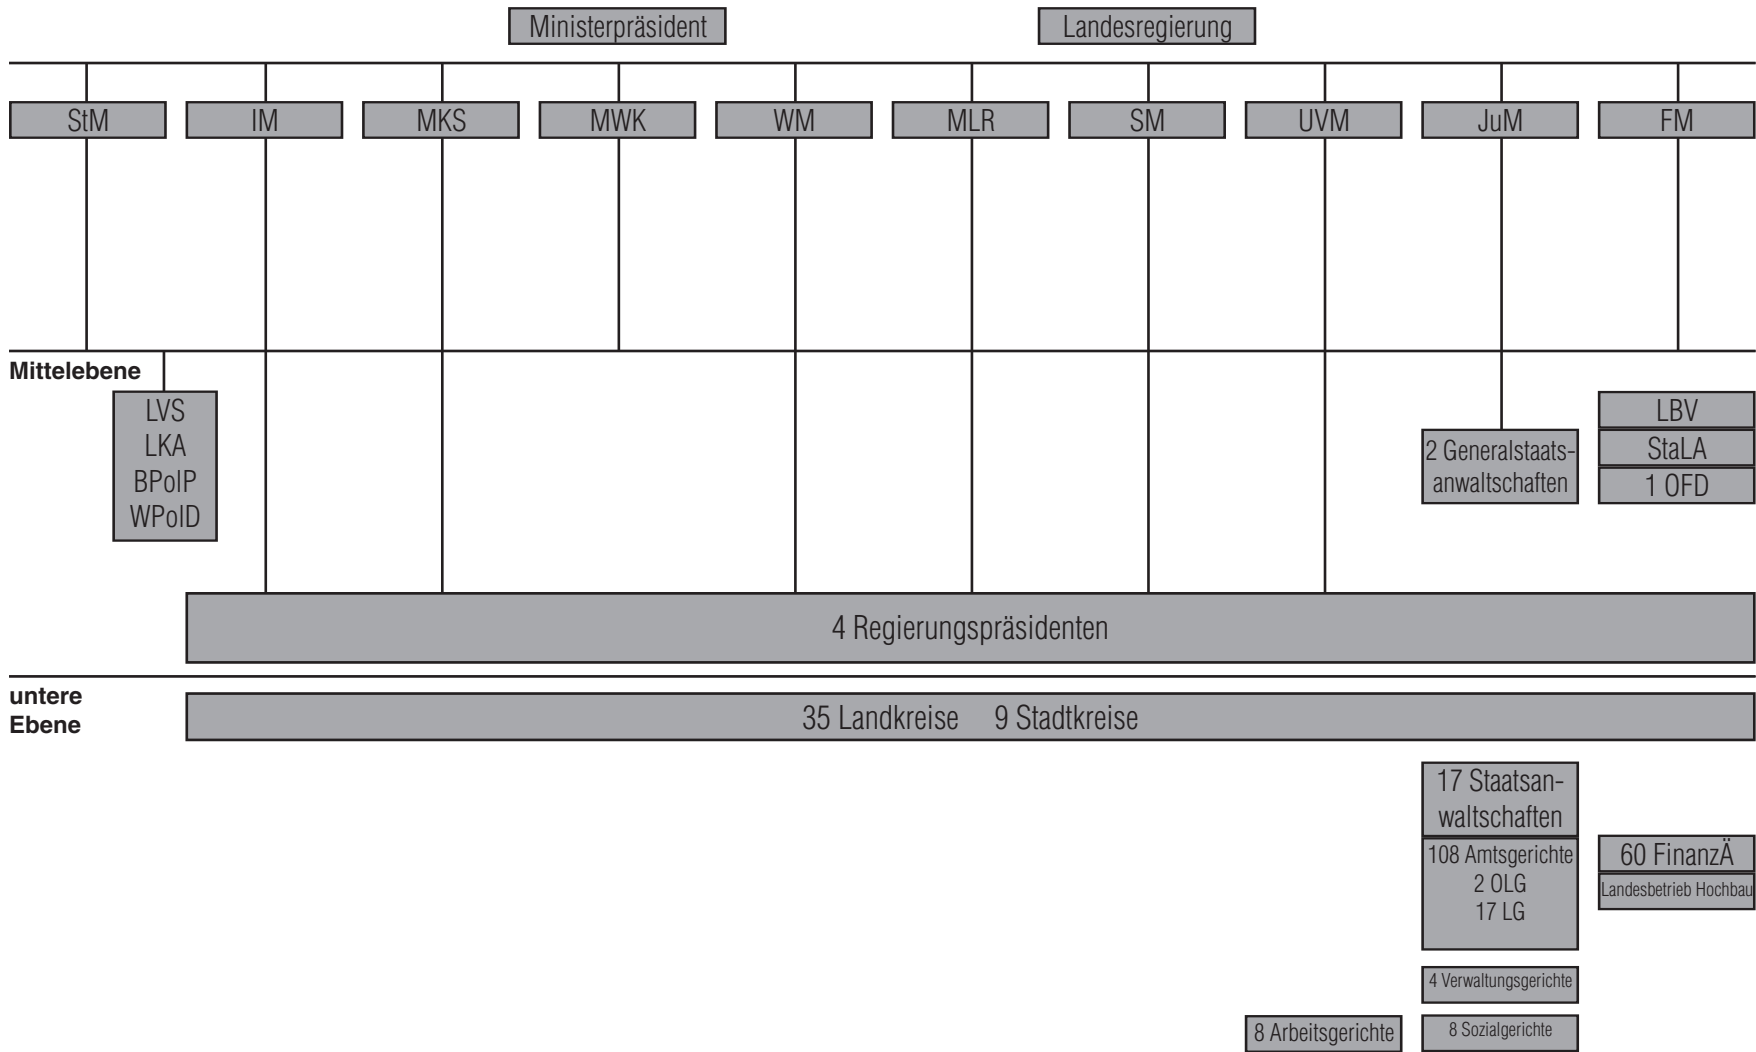 Ministerpräsident
Landesregierung
StM
IM
MKS
MWK
WM
MLR
SM
UVM
JuM
FM
Mittelebene
LVS
LKA
BPolP
WPolD
2 Generalstaats-
anwaltschaften
LBV
StaLA
1 OFD
4 Regierungspräsidenten
untere
Ebene
35 Landkreise 9 Stadtkreise
17 Staatsan-
waltschaften
108 Amtsgerichte
2 OLG
17 LG
60 FinanzÄ
Landesbetrieb Hochbau
4 Verwaltungsgerichte
8 Arbeitsgerichte
8 Sozialgerichte